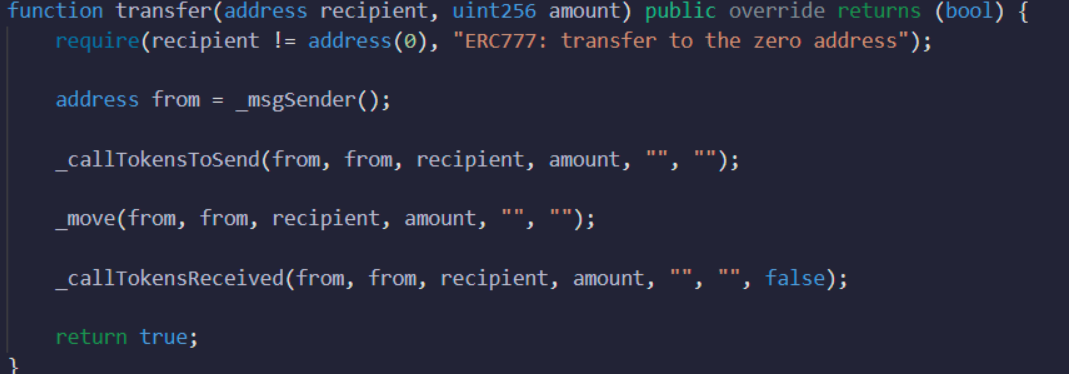 function transfer(address recipient, uint256 amount) public override returns (bool) {
require(recipient != address(0), "ERC777: transfer to the zero address");
address from = _msgSender();
_callTokensToSend(from, from, recipient, amount, "", "");
_move(from, from, recipient, amount, "", "");
_callTokensReceived(from, from, recipient, amount, "", "", false);
return true;
}